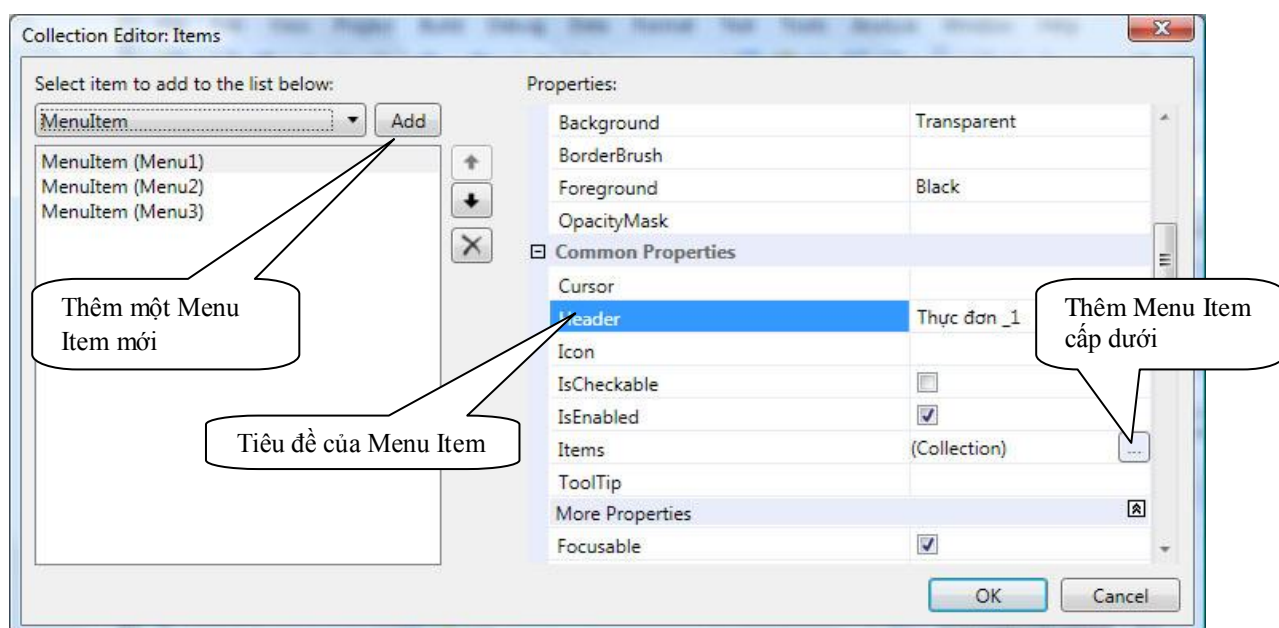 Collection Editor: Items
Select item to add to the list below:
MenuItem
Add
MenuItem (Menu1)
MenuItem (Menu2)
MenuItem (Menu3)
Thêm một Menu
Item mới
Tiêu đề của Menu Item
Properties:
Background Transparent
BorderBrush
Foreground Black
OpacityMask
Common Properties
Cursor
Header Thực đơn _1
Icon
IsCheckable
IsEnabled
Items (Collection) ...
ToolTip
More Properties
Focusable
Thêm Menu Item
cấp dưới
OK Cancel